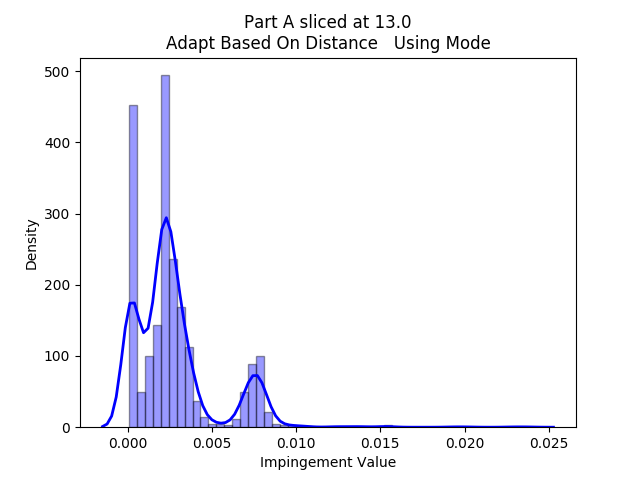 Part A sliced at 13.0
Adapt Based On Distance   Using Mode
500
400
300
200
100
0
Density
0.000 0.005 0.010 0.015 0.020 0.025
Impingement Value